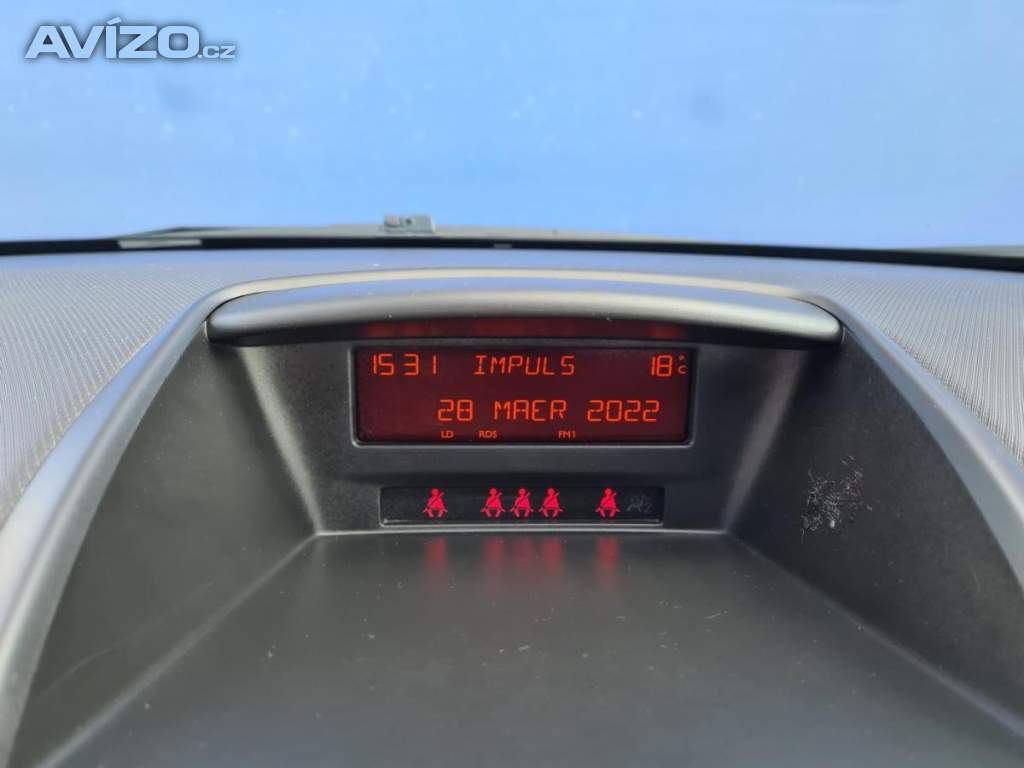 AVÍZO.cz
15 31 IMPULS 18°C
28 MAER 2022
LD RDS FM1